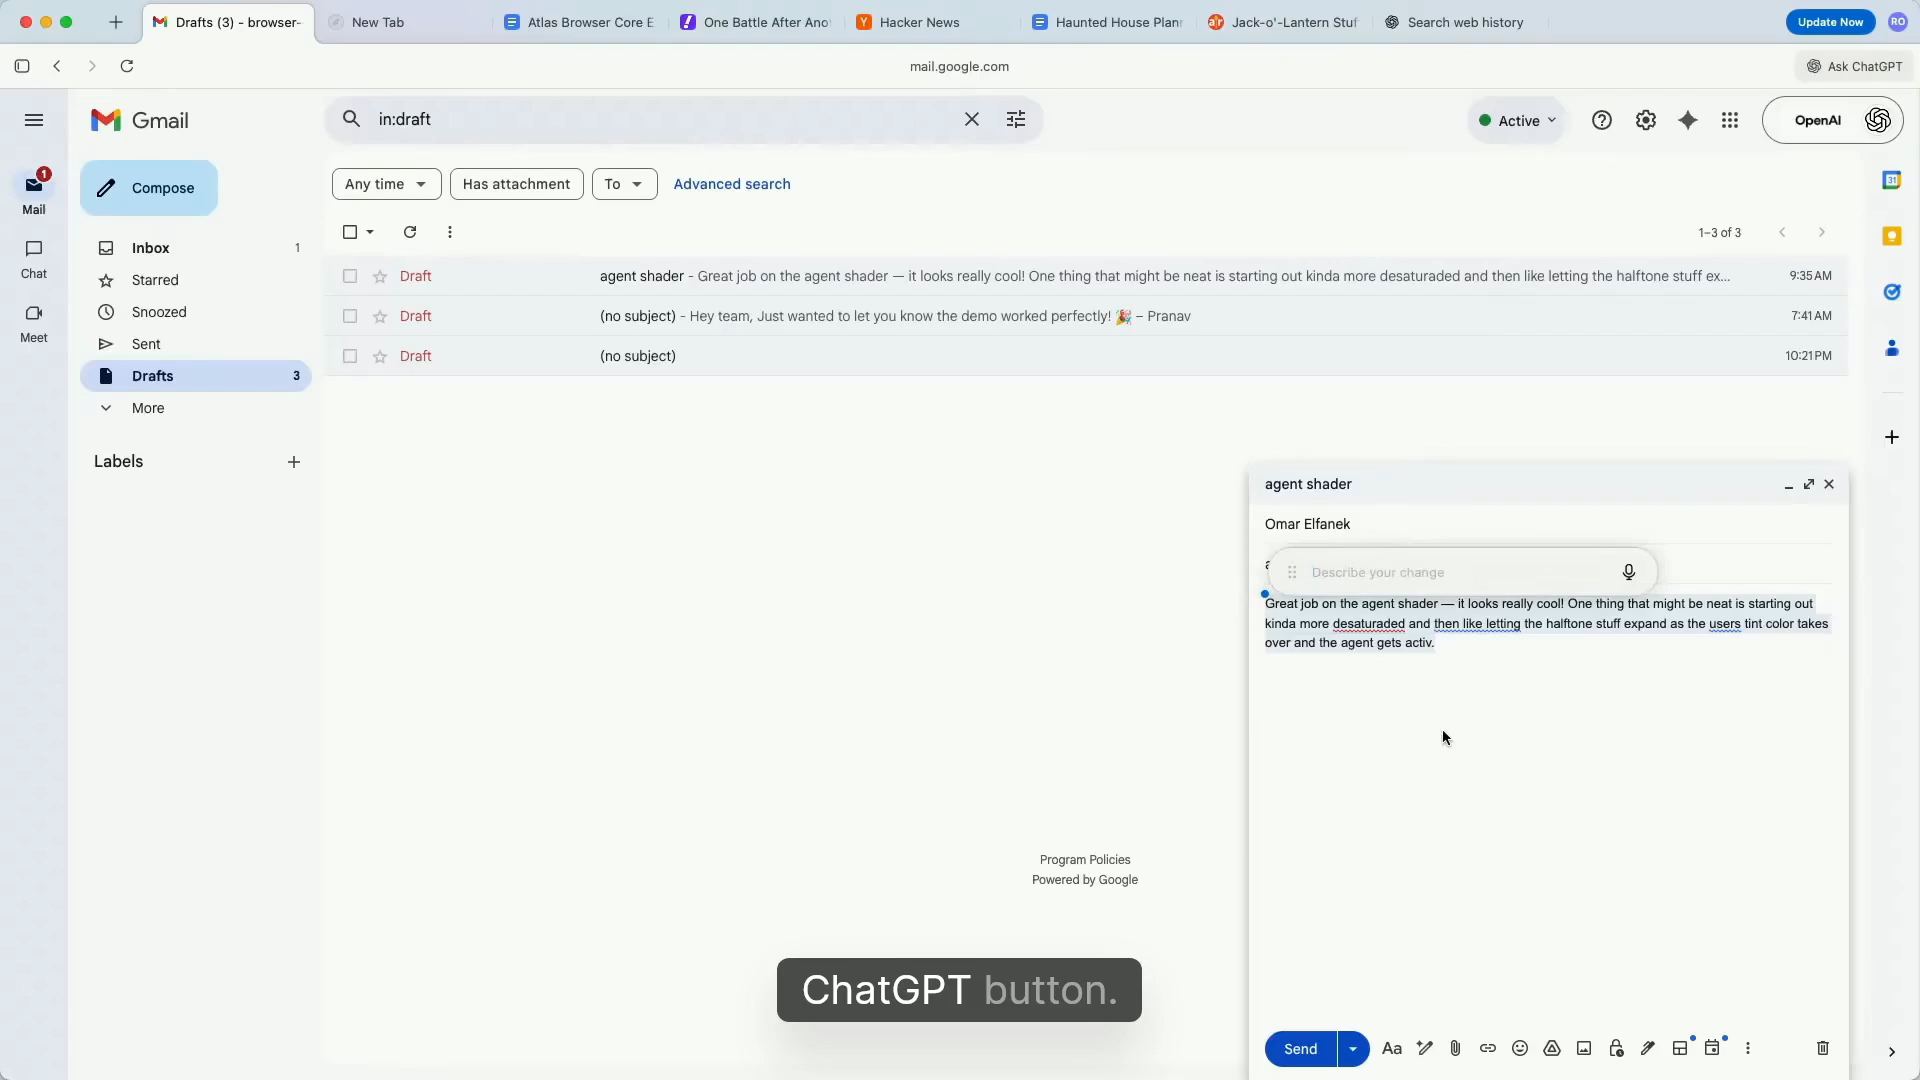 Drafts (3) - browser-
New Tab
Atlas Browser Core E
One Battle After Ano
Hacker News
Haunted House Plan
Jack-o'-Lantern Stuf
Search web history
Update Now
RO
mail.google.com
Ask ChatGPT
Gmail
in:draft
Active
OpenAI
1
Mail
Chat
Meet
Compose
Inbox 1
Starred
Snoozed
Sent
Drafts 3
More
Labels
Any time
Has attachment
To
Advanced search
1–3 of 3
Draft agent shader - Great job on the agent shader — it looks really cool! One thing that might be neat is starting out kinda more desaturaded and then like letting the halftone stuff ex... 9:35 AM
Draft (no subject) - Hey team, Just wanted to let you know the demo worked perfectly! 🎉 – Pranav 7:41 AM
Draft (no subject) 10:21 PM
31
agent shader
Omar Elfanek
a
Describe your change
Great job on the agent shader — it looks really cool! One thing that might be neat is starting out
kinda more desaturaded and then like letting the halftone stuff expand as the users tint color takes
over and the agent gets activ.
Program Policies
Powered by Google
ChatGPT button.
Send
Aa